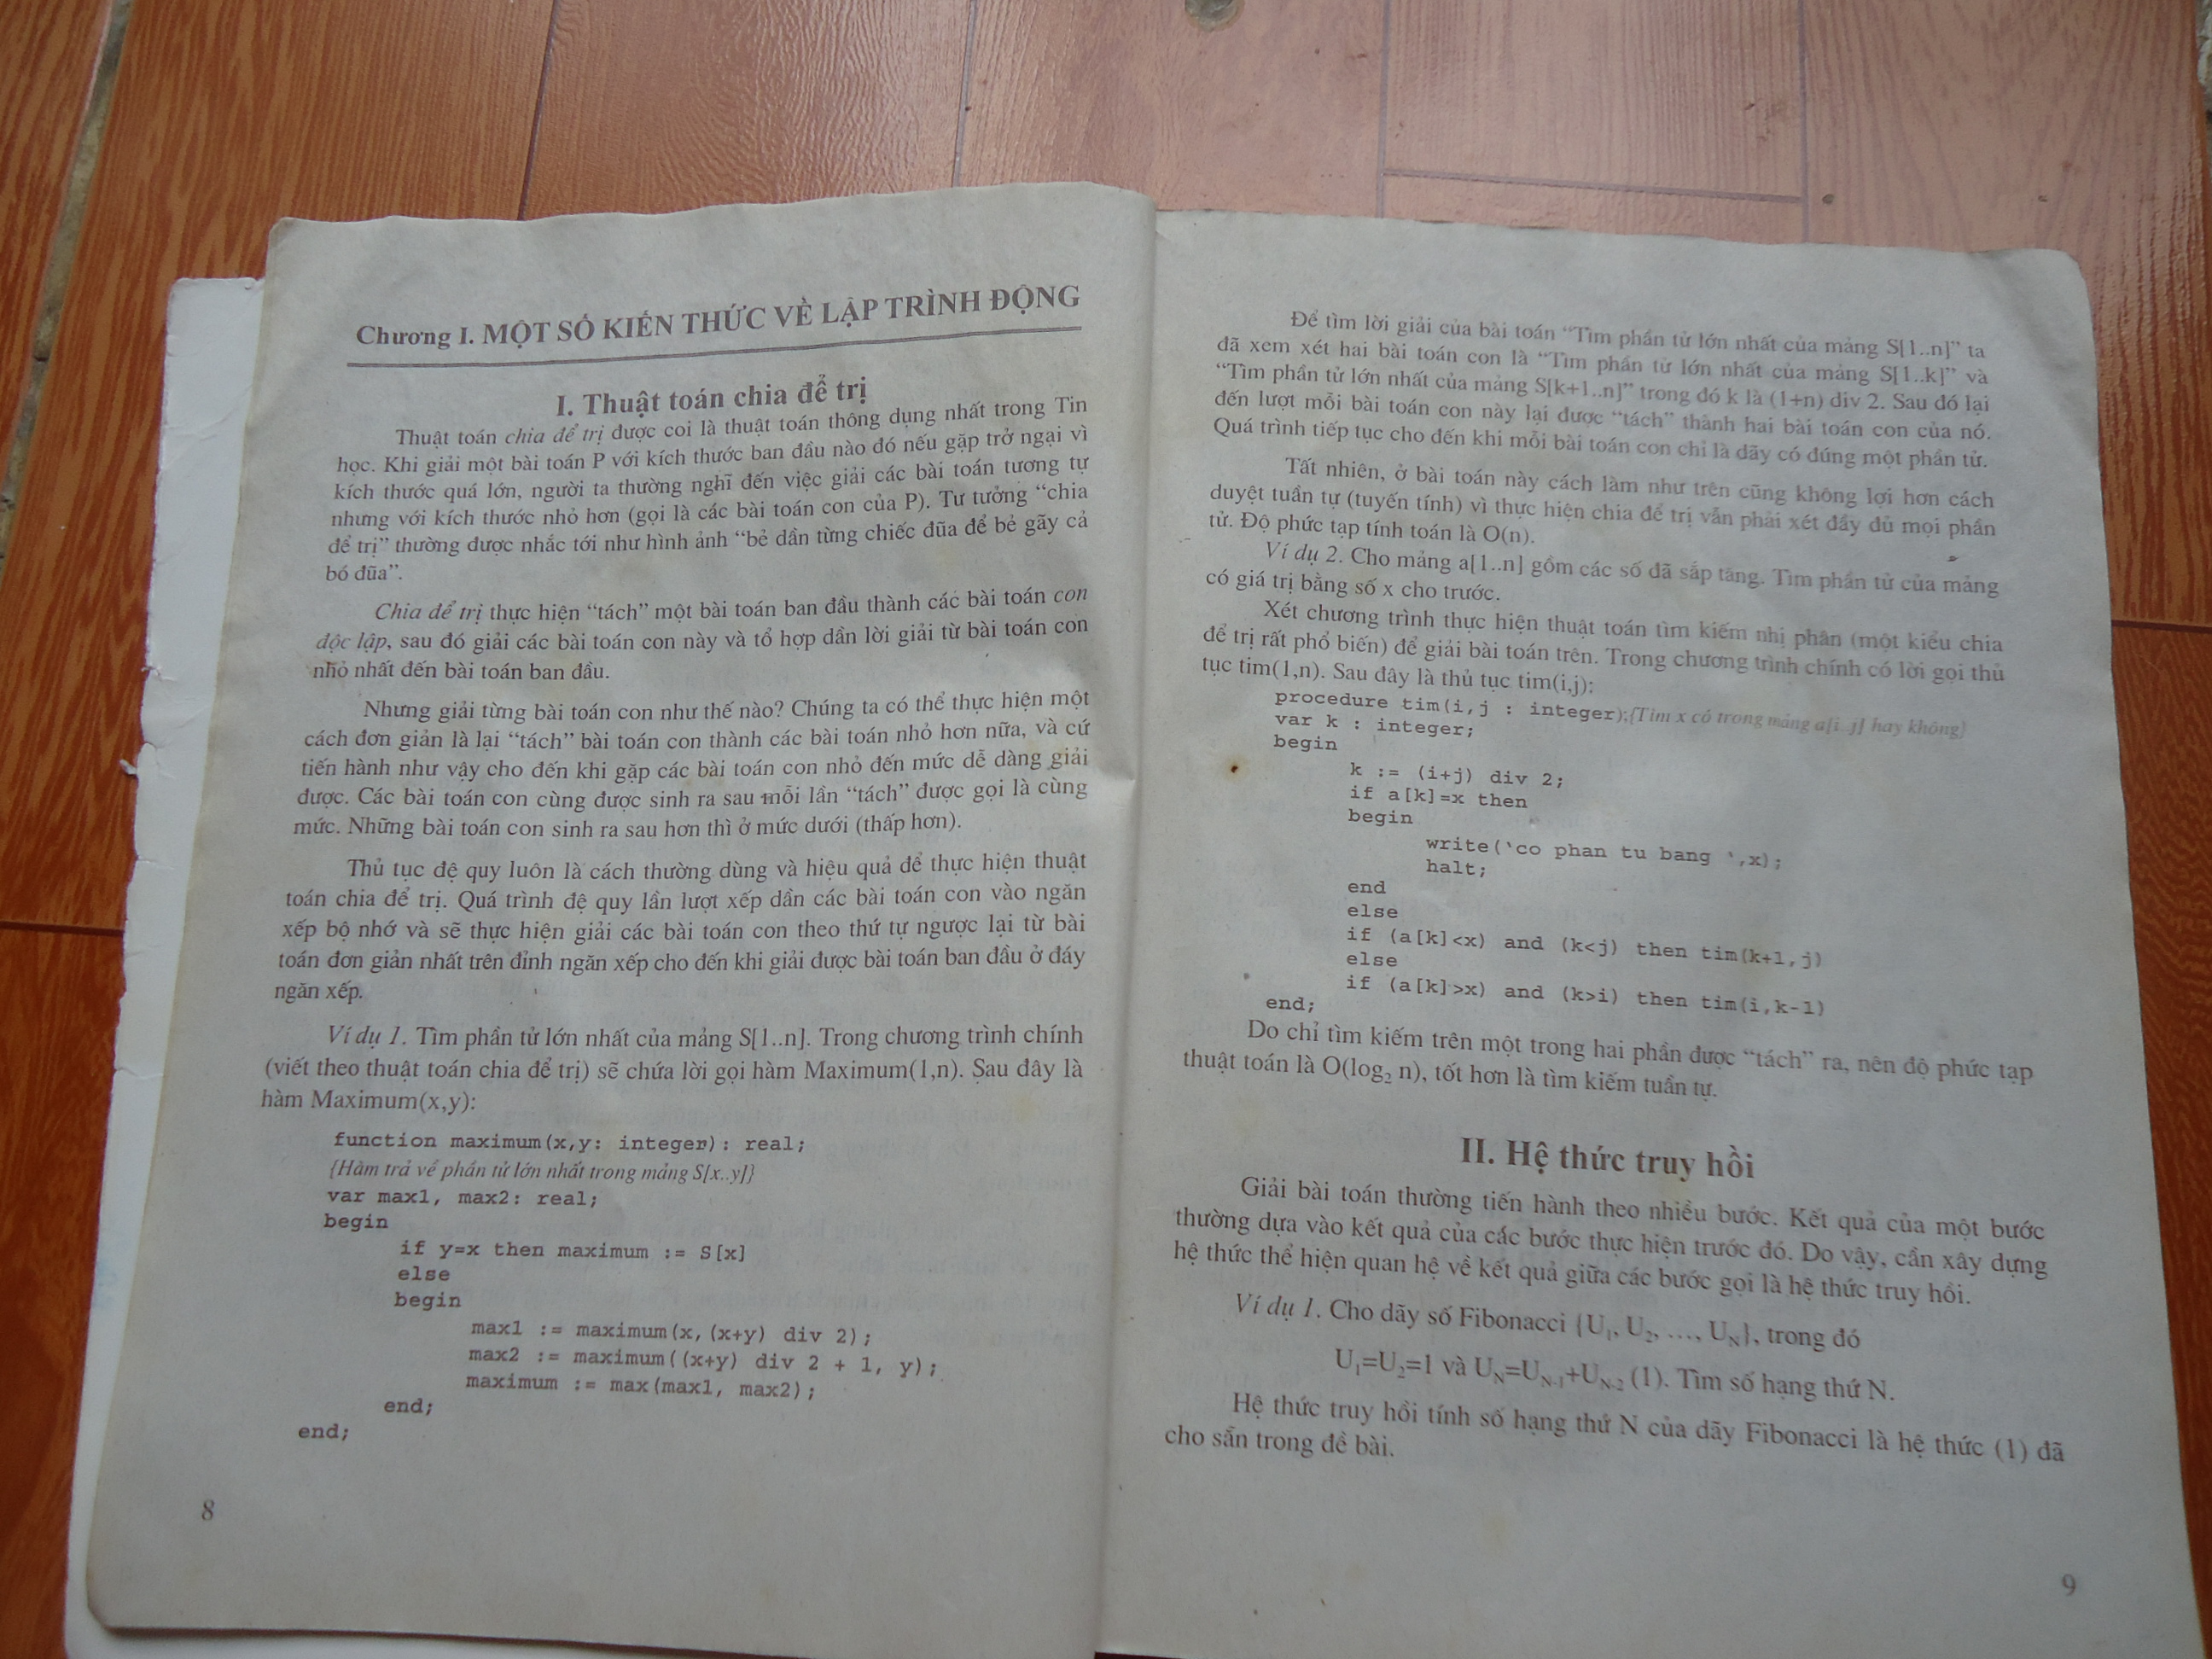 Chương I. MỘT SỐ KIẾN THỨC VỀ LẬP TRÌNH ĐỘNG
I. Thuật toán chia để trị
Thuật toán chia để trị được coi là thuật toán thông dụng nhất trong Tin
học. Khi giải một bài toán P với kích thước ban đầu nào đó nếu gặp trở ngại vì
kích thước quá lớn, người ta thường nghĩ đến việc giải các bài toán tương tự
nhưng với kích thước nhỏ hơn (gọi là các bài toán con của P). Tư tưởng “chia
để trị” thường được nhắc tới như hình ảnh “bẻ dần từng chiếc đũa để bẻ gãy cả
bó đũa”.
Chia để trị thực hiện “tách” một bài toán ban đầu thành các bài toán con
độc lập, sau đó giải các bài toán con này và tổ hợp dần lời giải từ bài toán con
nhỏ nhất đến bài toán ban đầu.
Nhưng giải từng bài toán con như thế nào? Chúng ta có thể thực hiện một
cách đơn giản là lại “tách” bài toán con thành các bài toán nhỏ hơn nữa, và cứ
tiến hành như vậy cho đến khi gặp các bài toán con nhỏ đến mức dễ dàng giải
được. Các bài toán con cùng được sinh ra sau mỗi lần “tách” được gọi là cùng
mức. Những bài toán con sinh ra sau hơn thì ở mức dưới (thấp hơn).
Thủ tục đệ quy luôn là cách thường dùng và hiệu quả để thực hiện thuật
toán chia để trị. Quá trình đệ quy lần lượt xếp dần các bài toán con vào ngăn
xếp bộ nhớ và sẽ thực hiện giải các bài toán con theo thứ tự ngược lại từ bài
toán đơn giản nhất trên đỉnh ngăn xếp cho đến khi giải được bài toán ban đầu ở đáy
ngăn xếp.
Ví dụ 1. Tìm phần tử lớn nhất của mảng S[1..n]. Trong chương trình chính
(viết theo thuật toán chia để trị) sẽ chứa lời gọi hàm Maximum(1,n). Sau đây là
hàm Maximum(x,y):
function maximum(x,y: integer): real;
{Hàm trả về phần tử lớn nhất trong mảng S[x..y]}
var max1, max2: real;
begin
if y=x then maximum := S[x]
else
begin
max1 := maximum(x,(x+y) div 2);
max2 := maximum((x+y) div 2 + 1, y);
maximum := max(max1, max2);
end;
end;
8
Để tìm lời giải của bài toán “Tìm phần tử lớn nhất của mảng S[1..n]” ta
đã xem xét hai bài toán con là “Tìm phần tử lớn nhất của mảng S[1..k]” và
“Tìm phần tử lớn nhất của mảng S[k+1..n]” trong đó k là (1+n) div 2. Sau đó lại
đến lượt mỗi bài toán con này lại được “tách” thành hai bài toán con của nó.
Quá trình tiếp tục cho đến khi mỗi bài toán con chỉ là dãy có đúng một phần tử.
Tất nhiên, ở bài toán này cách làm như trên cũng không lợi hơn cách
duyệt tuần tự (tuyến tính) vì thực hiện chia để trị vẫn phải xét đầy đủ mọi phần
tử. Độ phức tạp tính toán là O(n).
Ví dụ 2. Cho mảng a[1..n] gồm các số đã sắp tăng. Tìm phần tử của mảng
có giá trị bằng số x cho trước.
Xét chương trình thực hiện thuật toán tìm kiếm nhị phân (một kiểu chia
để trị rất phổ biến) để giải bài toán trên. Trong chương trình chính có lời gọi thủ
tục tim(1,n). Sau đây là thủ tục tim(i,j):
procedure tim(i,j : integer);{Tìm x có trong mảng a[i..j] hay không}
var k : integer;
begin
k := (i+j) div 2;
if a[k]=x then
begin
write(‘co phan tu bang ‘,x);
halt;
end
else
if (a[k]<x) and (k<j) then tim(k+1,j)
else
if (a[k]>x) and (k>i) then tim(i,k-1)
end;
Do chỉ tìm kiếm trên một trong hai phần được “tách” ra, nên độ phức tạp
thuật toán là O(log₂ n), tốt hơn là tìm kiếm tuần tự.
II. Hệ thức truy hồi
Giải bài toán thường tiến hành theo nhiều bước. Kết quả của một bước
thường dựa vào kết quả của các bước thực hiện trước đó. Do vậy, cần xây dựng
hệ thức thể hiện quan hệ về kết quả giữa các bước gọi là hệ thức truy hồi.
Ví dụ 1. Cho dãy số Fibonacci {U₁, U₂, …, U_N}, trong đó
U₁=U₂=1 và U_N=U_N-1+U_N-2 (1). Tìm số hạng thứ N.
Hệ thức truy hồi tính số hạng thứ N của dãy Fibonacci là hệ thức (1) đã
cho sẵn trong đề bài.
9